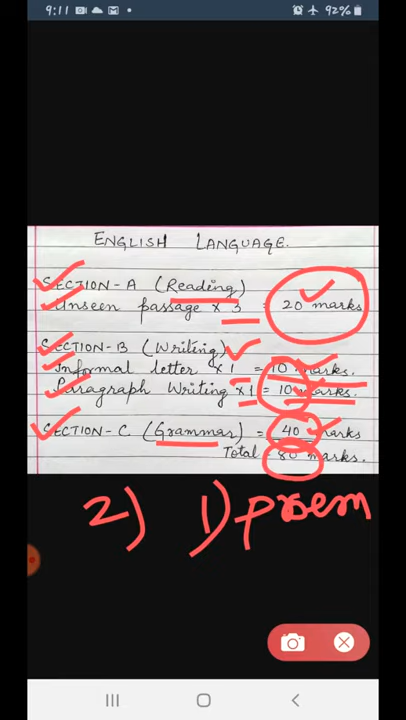 9:11 92%
ENGLISH LANGUAGE.
SECTION-A (Reading)
Unseen passage x 3 = 20 marks
SECTION-B (Writing)
Informal letter x 1 = 10 marks.
Paragraph Writing x 1 = 10 marks.
SECTION-C (Grammar) = 40 marks
Total 80 marks.
2) 1) poem